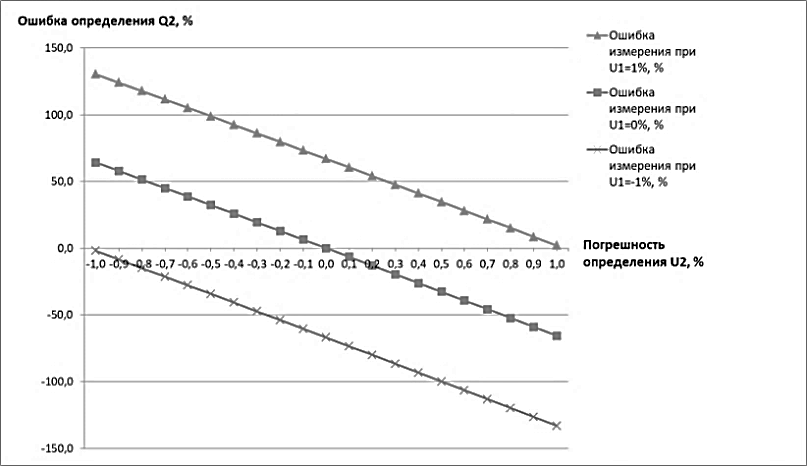 Ошибка определения Q2, %
150,0
100,0
50,0
0,0
-50,0
-100,0
-150,0
-1,0 -0,9 -0,8 -0,7 -0,6 -0,5 -0,4 -0,3 -0,2 -0,1 0,0 0,1 0,2 0,3 0,4 0,5 0,6 0,7 0,8 0,9 1,0
Погрешность
определения U2, %
Ошибка
измерения при
U1=1%, %
Ошибка
измерения при
U1=0%, %
Ошибка
измерения при
U1=-1%, %